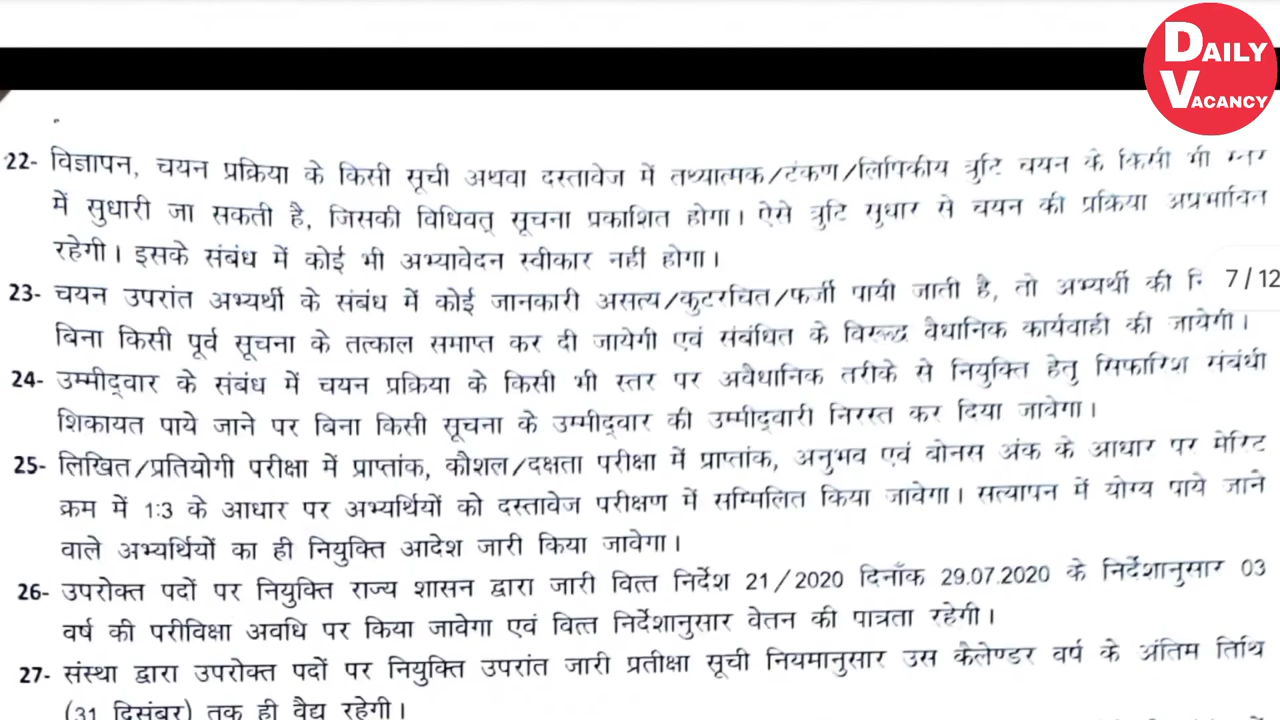 DAILY
VACANCY
22- विज्ञापन, चयन प्रक्रिया के किसी सूची अथवा दस्तावेज में तथ्यात्मक/टंकण/लिपिकीय त्रुटि चयन के किसी भी स्तर
में सुधारी जा सकती है, जिसकी विधिवत् सूचना प्रकाशित होगा। ऐसे त्रुटि सुधार से चयन की प्रक्रिया अप्रभावित
रहेगी। इसके संबंध में कोई भी अभ्यावेदन स्वीकार नही होगा।
23- चयन उपरांत अभ्यर्थी के संबंध में कोई जानकारी असत्य/कुटरचित/फर्जी पायी जाती है, तो अभ्यर्थी की
7/12
बिना किसी पूर्व सूचना के तत्काल समाप्त कर दी जायेगी एवं संबंधित के विरूद्ध वैधानिक कार्यवाही की जायेगी।
24- उम्मीद्वार के संबंध में चयन प्रक्रिया के किसी भी स्तर पर अवैधानिक तरीके से नियुक्ति हेतु सिफारिश संबंधी
शिकायत पाये जाने पर बिना किसी सूचना के उम्मीद्वार की उम्मीद्वारी निरस्त कर दिया जावेगा।
25- लिखित/प्रतियोगी परीक्षा में प्राप्तांक, कौशल/दक्षता परीक्षा में प्राप्तांक, अनुभव एवं बोनस अंक के आधार पर मेरिट
क्रम में 1:3 के आधार पर अभ्यर्थियों को दस्तावेज परीक्षण में सम्मिलित किया जावेगा। सत्यापन में योग्य पाये जाने
वाले अभ्यर्थियों का ही नियुक्ति आदेश जारी किया जावेगा।
26- उपरोक्त पदों पर नियुक्ति राज्य शासन द्वारा जारी वित्त निर्देश 21/2020 दिनाँक 29.07.2020 के निर्देशानुसार 03
वर्ष की परीविक्षा अवधि पर किया जावेगा एवं वित्त निर्देशानुसार वेतन की पात्रता रहेगी।
27- संस्था द्वारा उपरोक्त पदों पर नियुक्ति उपरांत जारी प्रतीक्षा सूची नियमानुसार उस केलेण्डर वर्ष के अंतिम तिथि
(31 दिसंबर) तक ही वैद्य रहेगी।